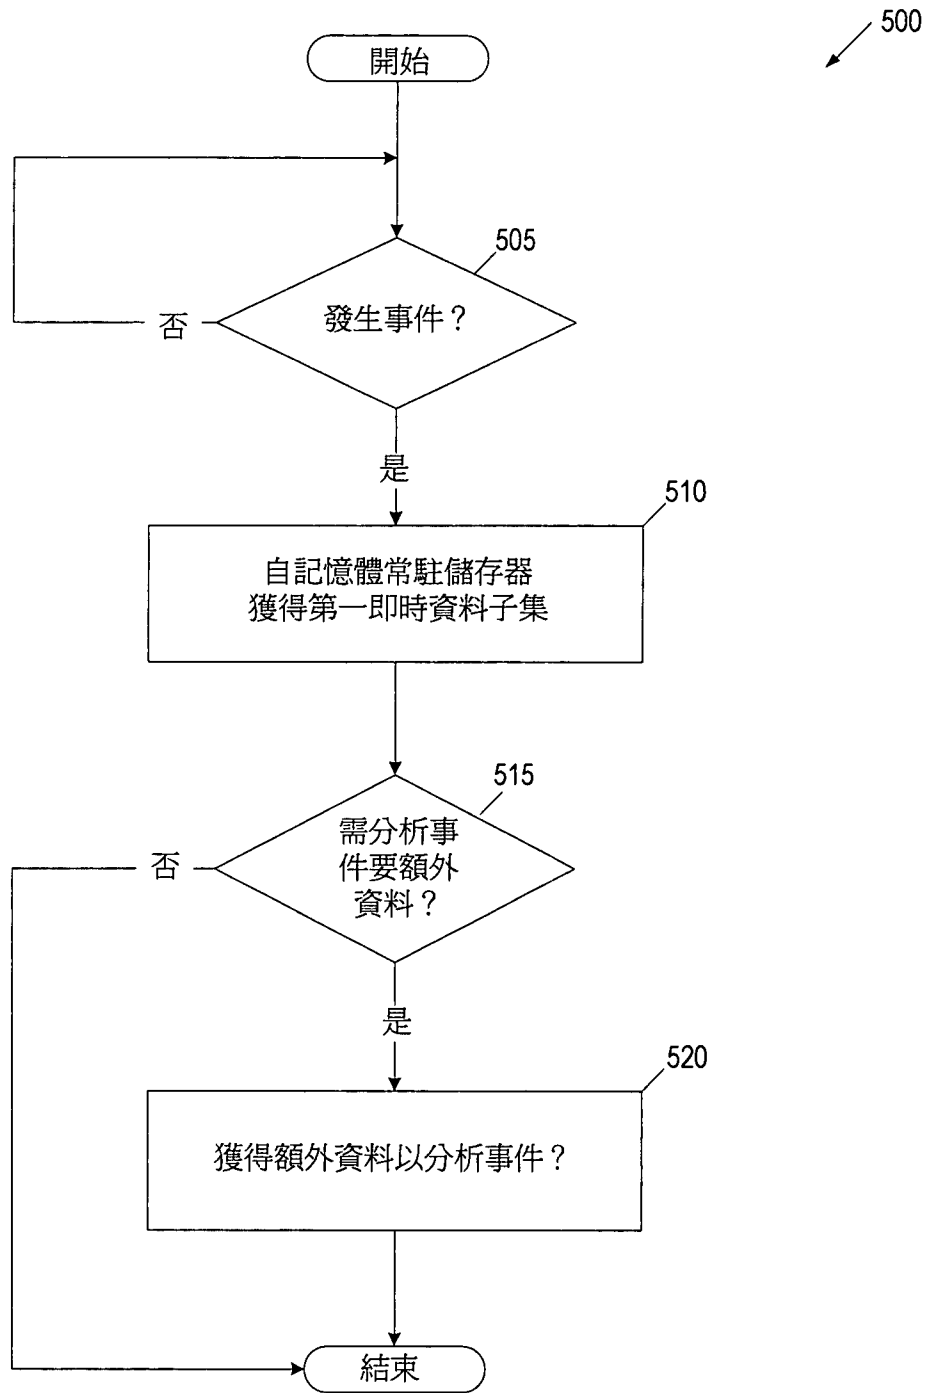 500
開始
505
發生事件？
否
是
510
自記憶體常駐儲存器
獲得第一即時資料子集
515
需分析事
件要額外
資料？
否
是
520
獲得額外資料以分析事件？
結束